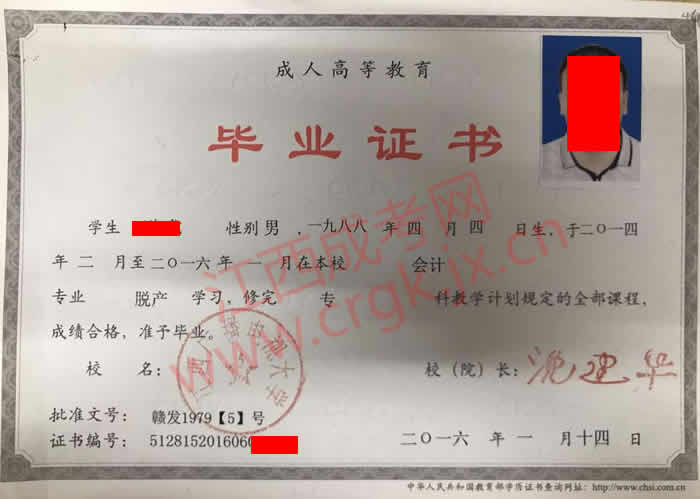 成人高等教育
毕业证书
学生 性别 男 ，一九八八 年 四 月 四 日生，于二〇一四
年 二 月至二〇一六年 一 月在本校 会计
专业 脱产 学习，修完 专 科教学计划规定的全部课程，
成绩合格，准予毕业。
校 名： 校（院）长：
批准文号： 赣发1979【5】号
证书编号： 5128152016060
二〇一六 年 一 月十四 日
中华人民共和国教育部学历证书查询网址：http://www.chsi.com.cn
江西成考网
www.crgkjx.cn